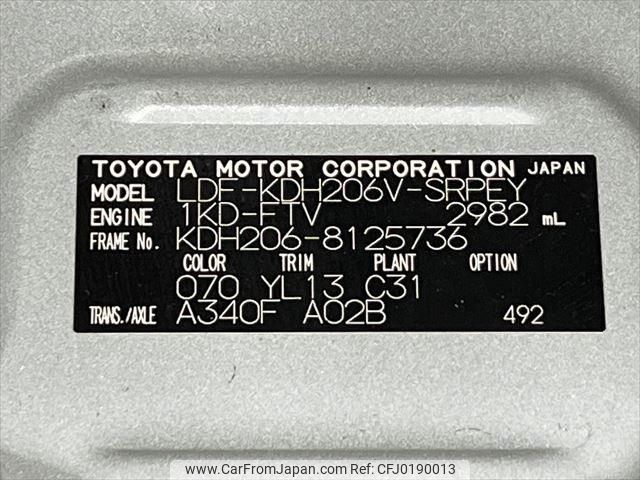 TOYOTA MOTOR CORPORATION JAPAN
MODEL LDF-KDH206V-SRPEY
ENGINE 1KD-FTV 2982 mL
FRAME No. KDH206-8125736
COLOR TRIM PLANT OPTION
070 YL13 C31
TRANS./AXLE A340F A02B 492
www.CarFromJapan.com - CFJ0190013